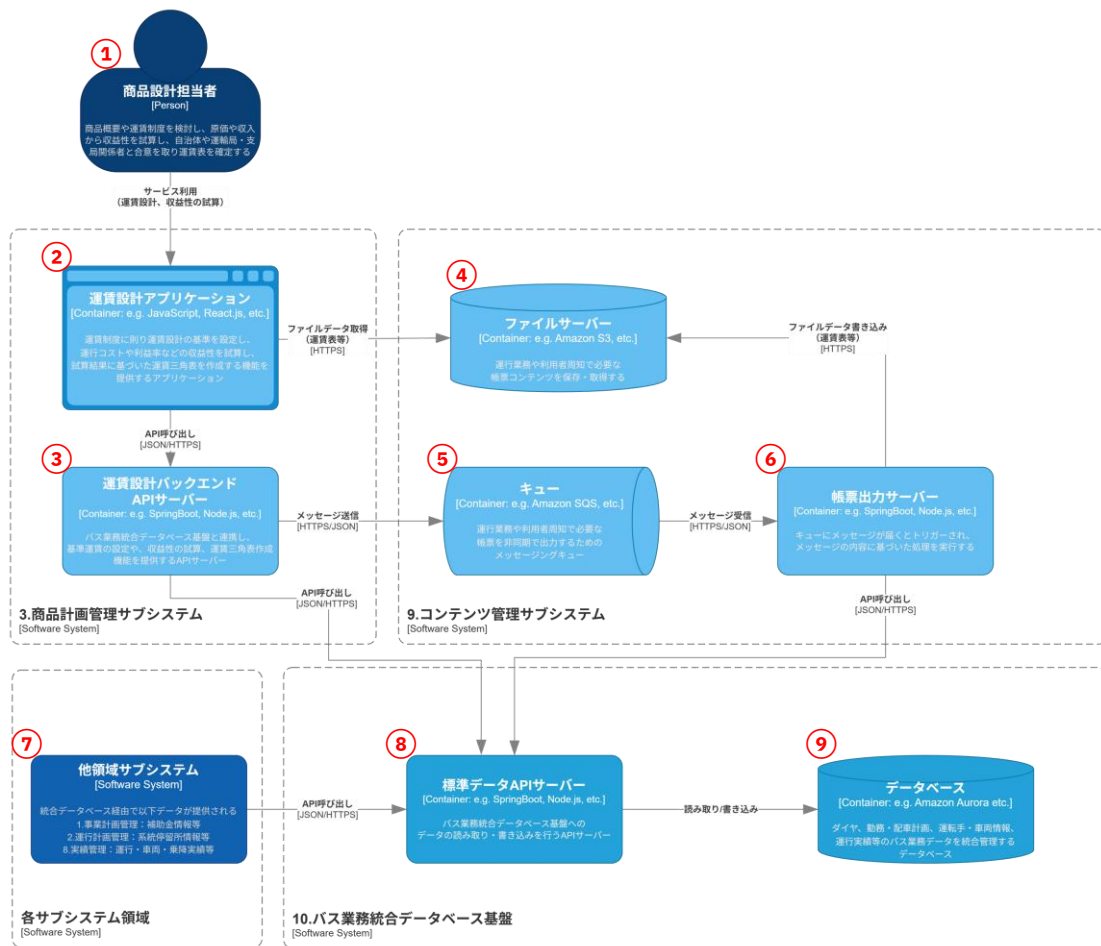 ①
商品設計担当者
[Person]
商品概要や運賃制度を検討し、原価や収入
から収益性を試算し、自治体や運輸局・支
局関係者と合意を取り運賃表を確定する
サービス利用
（運賃設計、収益性の試算）
②
運賃設計アプリケーション
[Container: e.g. JavaScript, React.js, etc.]
運賃制度に則り運賃設計の基準を設定し、
運行コストや利益率などの収益性を試算し、
試算結果に基づいた運賃三角表を作成する機能を
提供するアプリケーション
ファイルデータ取得
（運賃表等）
[HTTPS]
④
ファイルサーバー
[Container: e.g. Amazon S3, etc.]
運行業務や利用者周知で必要な
帳票コンテンツを保存・取得する
ファイルデータ書き込み
（運賃表等）
[HTTPS]
API呼び出し
[JSON/HTTPS]
③
運賃設計バックエンド
APIサーバー
[Container: e.g. SpringBoot, Node.js, etc.]
バス業務統合データベース基盤と連携し、
基準運賃の設定や、収益性の試算、運賃三角表作成
機能を提供するAPIサーバー
メッセージ送信
[HTTPS/JSON]
⑤
キュー
[Container: e.g. Amazon SQS, etc.]
運行業務や利用者周知で必要な
帳票を非同期で出力するための
メッセージングキュー
メッセージ受信
[HTTPS/JSON]
⑥
帳票出力サーバー
[Container: e.g. SpringBoot, Node.js, etc.]
キューにメッセージが届くとトリガーされ、
メッセージの内容に基づいた処理を実行する
API呼び出し
[JSON/HTTPS]
API呼び出し
[JSON/HTTPS]
3.商品計画管理サブシステム
[Software System]
9.コンテンツ管理サブシステム
[Software System]
⑦
他領域サブシステム
[Software System]
統合データベース経由で以下データが提供される
1.事業計画管理：補助金情報等
2.運行計画管理：系統停留所情報等
8.実績管理：運行・車両・乗降実績等
API呼び出し
[JSON/HTTPS]
⑧
標準データAPIサーバー
[Container: e.g. SpringBoot, Node.js, etc.]
バス業務統合データベース基盤への
データの読み取り・書き込みを行うAPIサーバー
読み取り/書き込み
⑨
データベース
[Container: e.g. Amazon Aurora etc.]
ダイヤ、勤務・配車計画、運転手・車両情報、
運行実績等のバス業務データを統合管理する
データベース
各サブシステム領域
[Software System]
10.バス業務統合データベース基盤
[Software System]